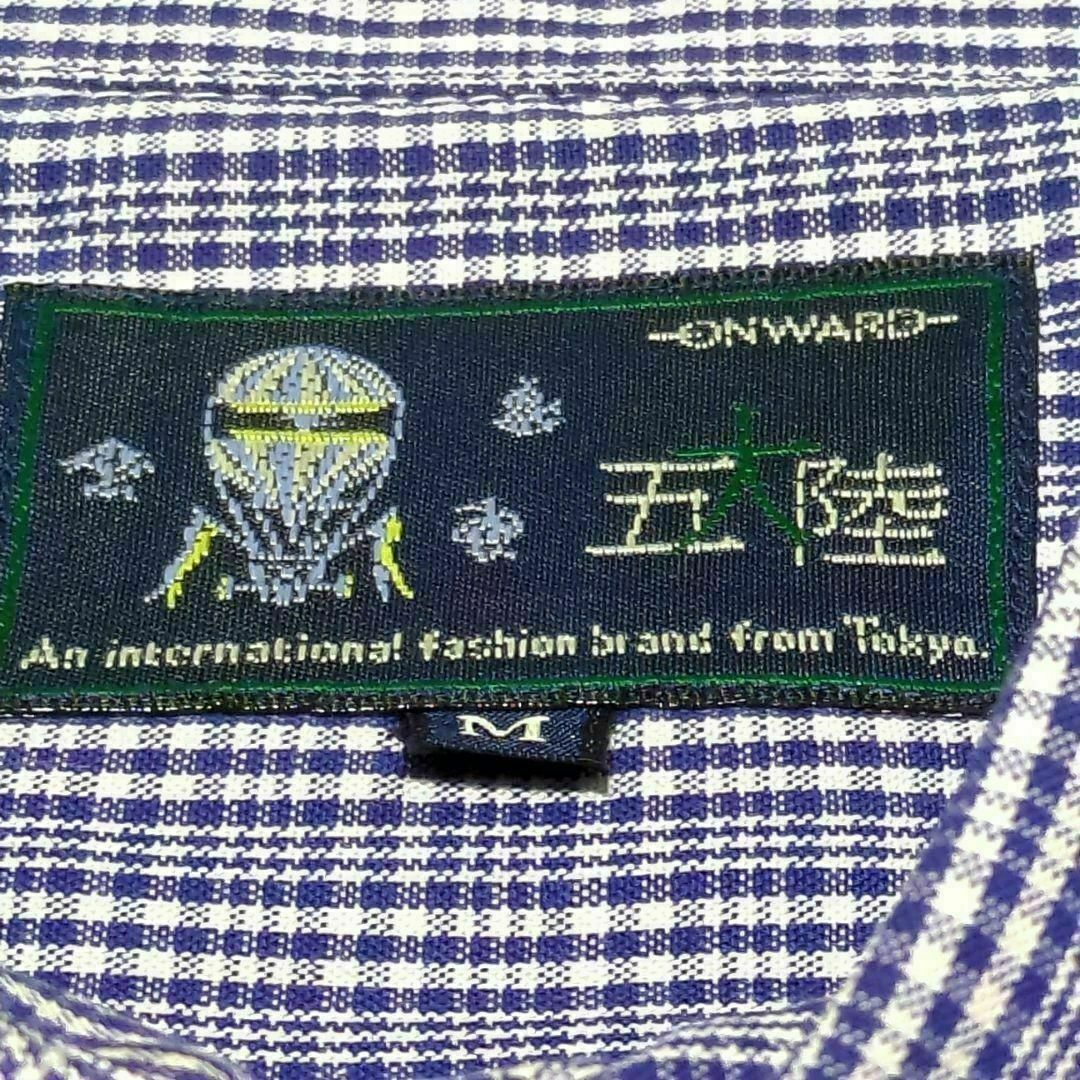 ONWARD
五大陸
An international fashion brand from Tokyo.
M